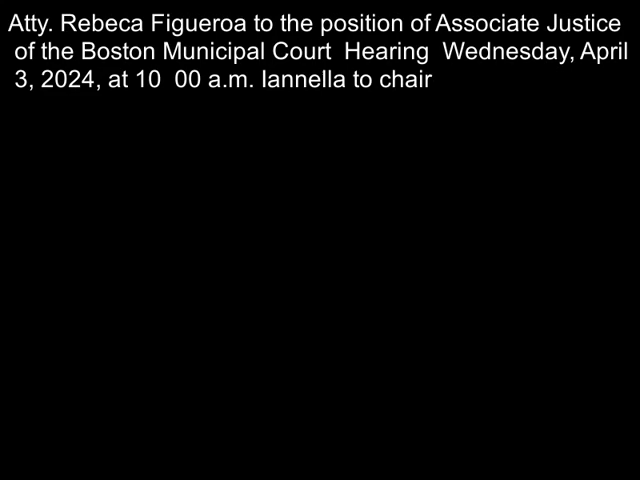 Atty. Rebeca Figueroa to the position of Associate Justice
of the Boston Municipal Court  Hearing  Wednesday, April
3, 2024, at 10  00 a.m. Iannella to chair